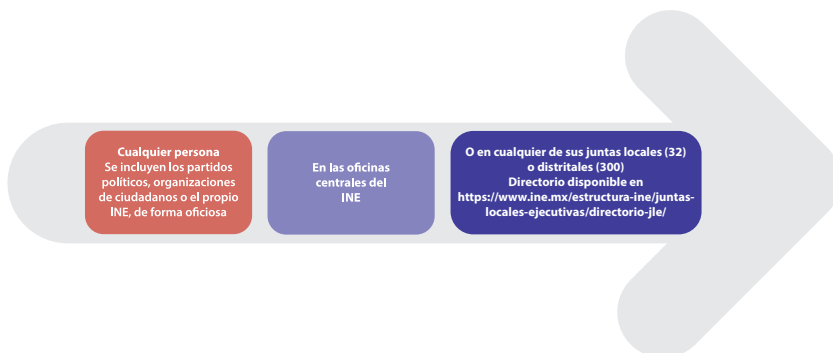 Cualquier persona
Se incluyen los partidos
políticos, organizaciones
de ciudadanos o el propio
INE, de forma oficiosa
En las oficinas
centrales del
INE
O en cualquier de sus juntas locales (32)
o distritales (300)
Directorio disponible en
https://www.ine.mx/estructura-ine/juntas-
locales-ejecutivas/directorio-jle/